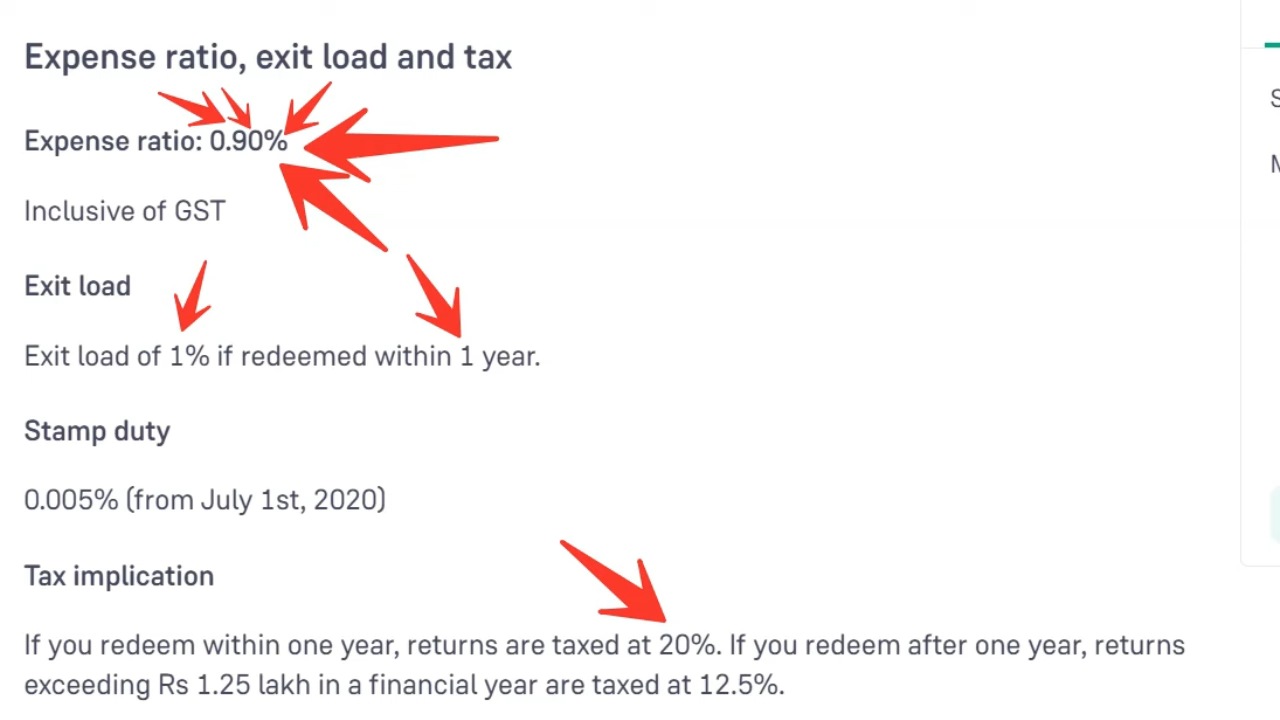 Expense ratio, exit load and tax
Expense ratio: 0.90%
Inclusive of GST
Exit load
Exit load of 1% if redeemed within 1 year.
Stamp duty
0.005% (from July 1st, 2020)
Tax implication
If you redeem within one year, returns are taxed at 20%. If you redeem after one year, returns
exceeding Rs 1.25 lakh in a financial year are taxed at 12.5%.